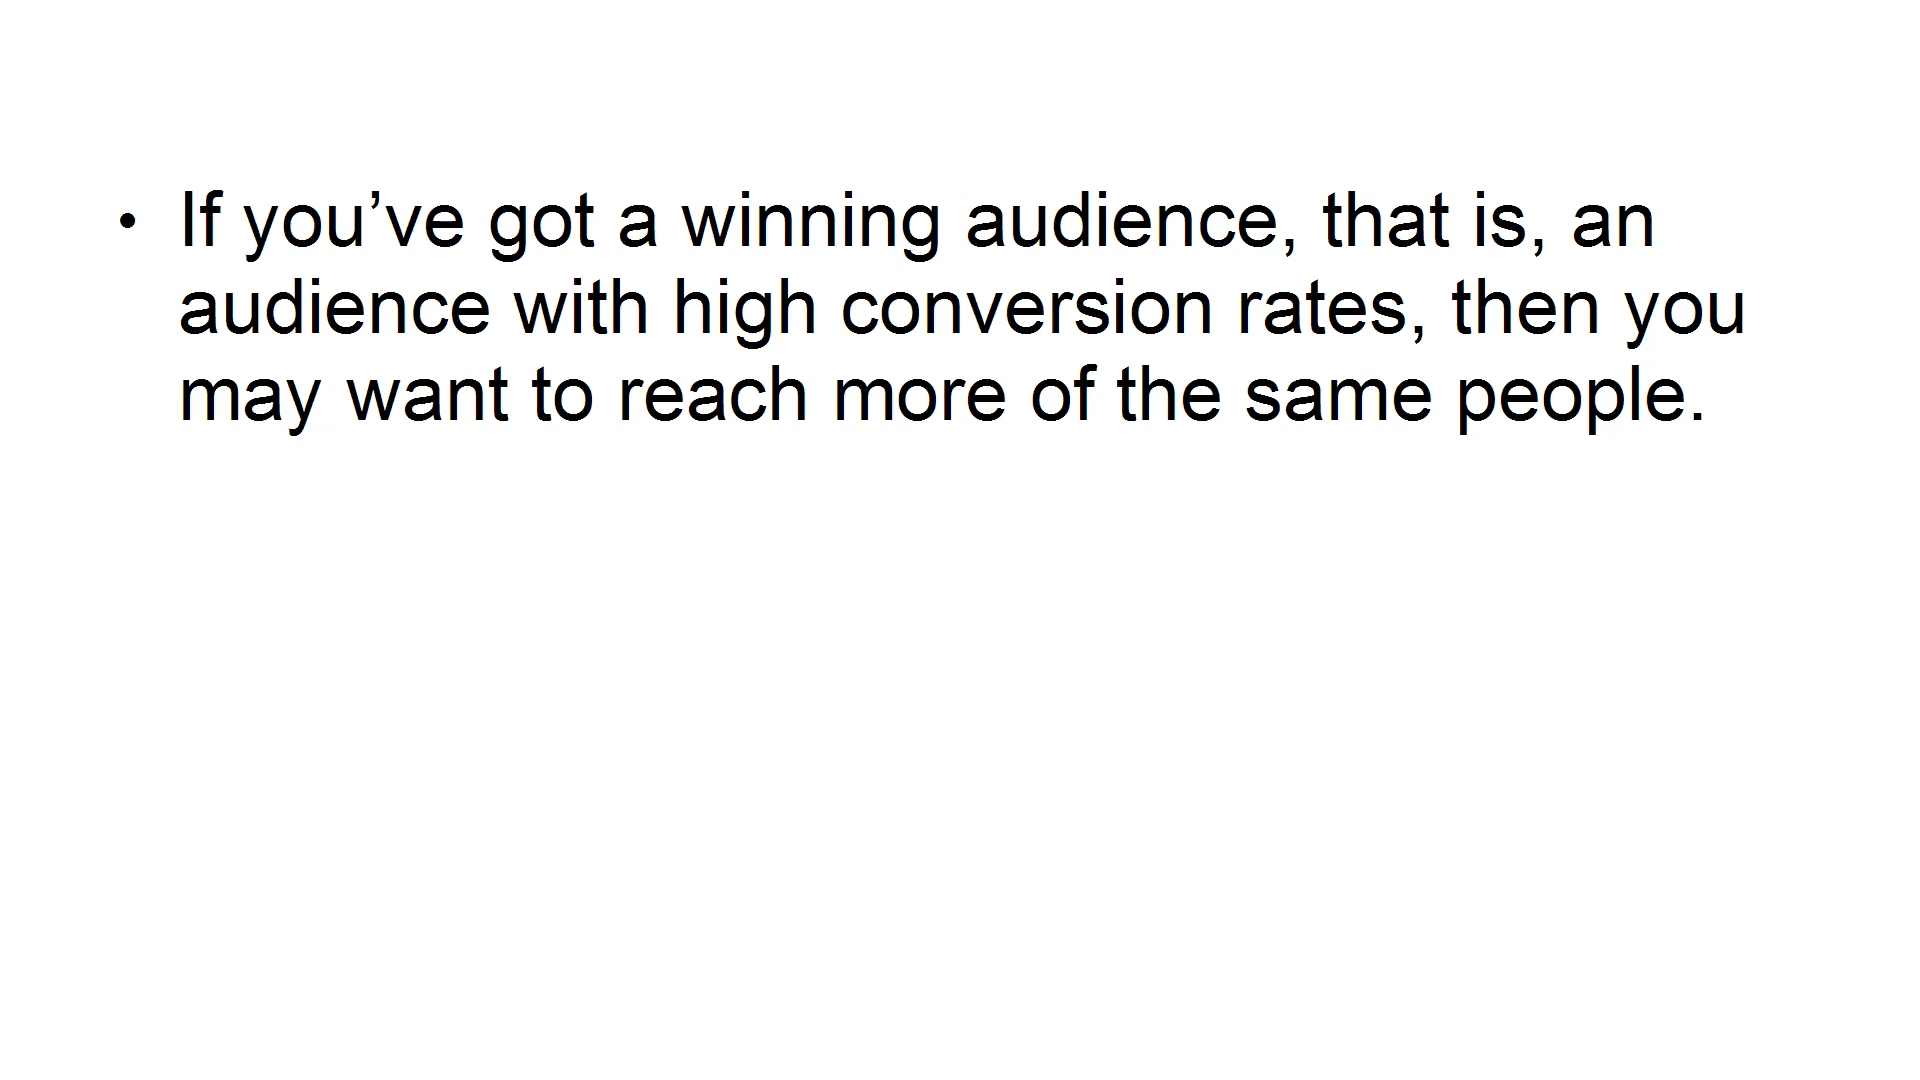 • If you’ve got a winning audience, that is, an
audience with high conversion rates, then you
may want to reach more of the same people.